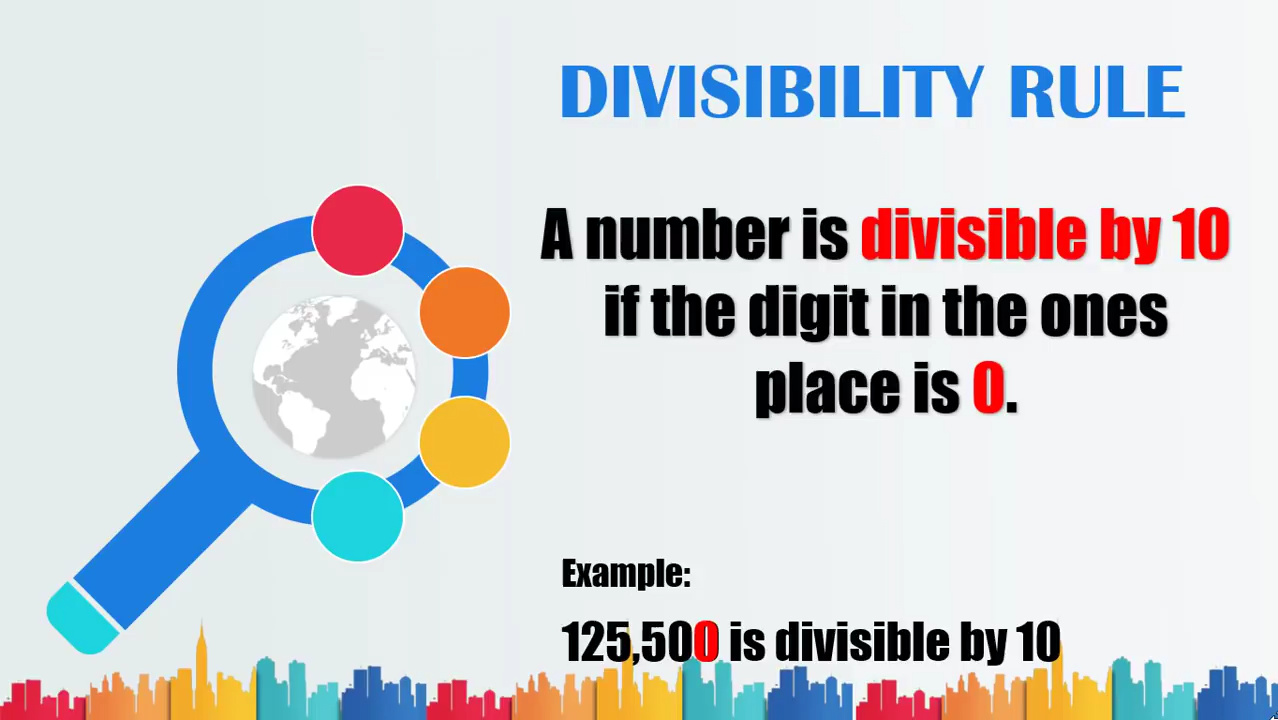 DIVISIBILITY RULE
A number is divisible by 10
if the digit in the ones
place is 0.
Example:
125,500 is divisible by 10